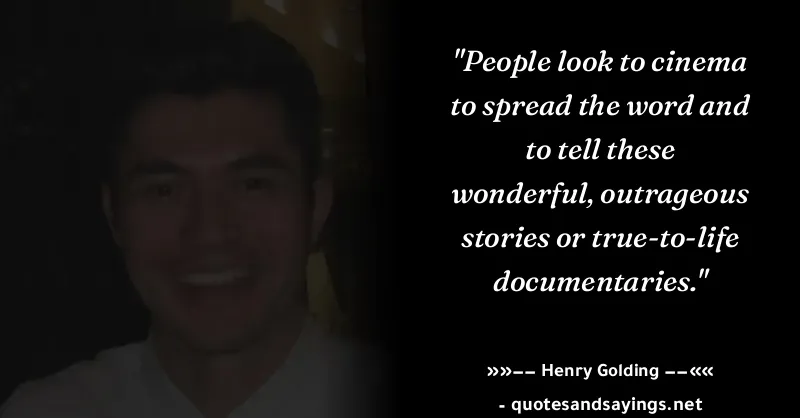 "People look to cinema
to spread the word and
to tell these
wonderful, outrageous
stories or true-to-life
documentaries."
»»−− Henry Golding −−««
- quotesandsayings.net